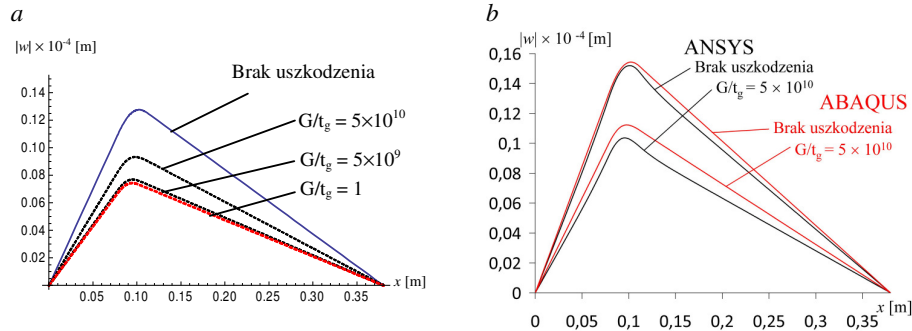 a
|w| × 10⁻⁴ [m]
0.14
0.12
0.10
0.08
0.06
0.04
0.02
0.05 0.10 0.15 0.20 0.25 0.30 0.35
x [m]
Brak uszkodzenia
G/t_g = 5×10¹⁰
G/t_g = 5×10⁹
G/t_g = 1
b
|w| × 10⁻⁴ [m]
0,16
0,14
0,12
0,1
0,08
0,06
0,04
0,02
0
0 0,05 0,1 0,15 0,2 0,25 0,3 0,35
x [m]
ANSYS
Brak uszkodzenia
G/t_g = 5 × 10¹⁰
ABAQUS
Brak uszkodzenia
G/t_g = 5 × 10¹⁰